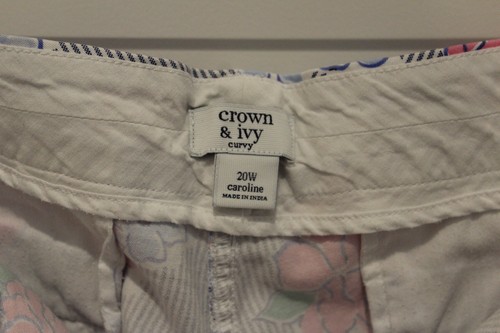 crown
& ivy
curvy
20W
caroline
MADE IN INDIA